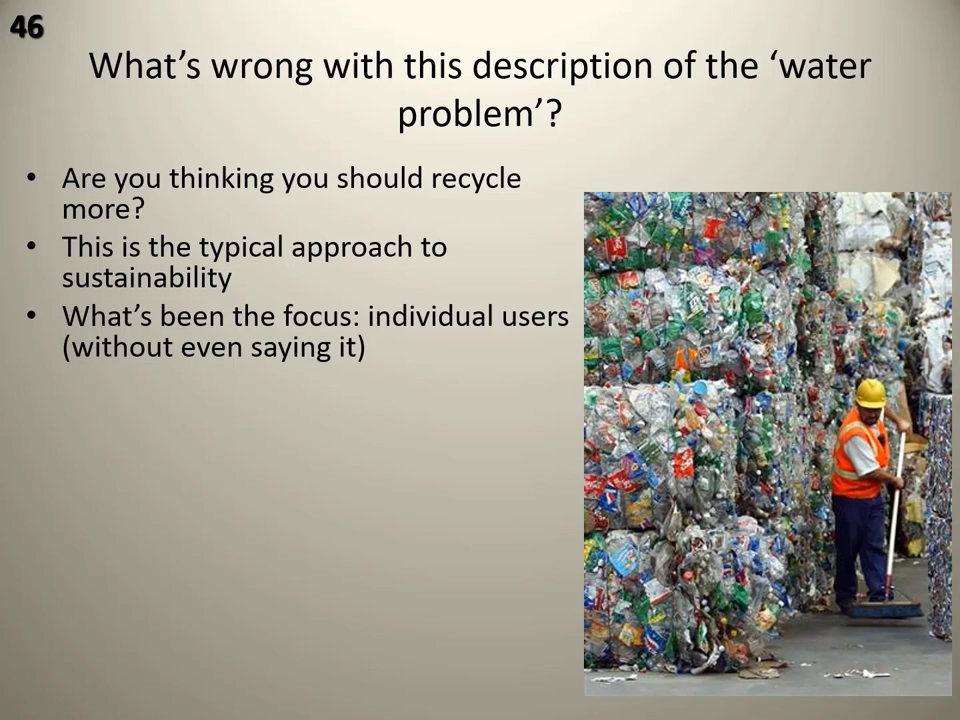 46
What’s wrong with this description of the ‘water
problem’?
• Are you thinking you should recycle
more?
• This is the typical approach to
sustainability
• What’s been the focus: individual users
(without even saying it)